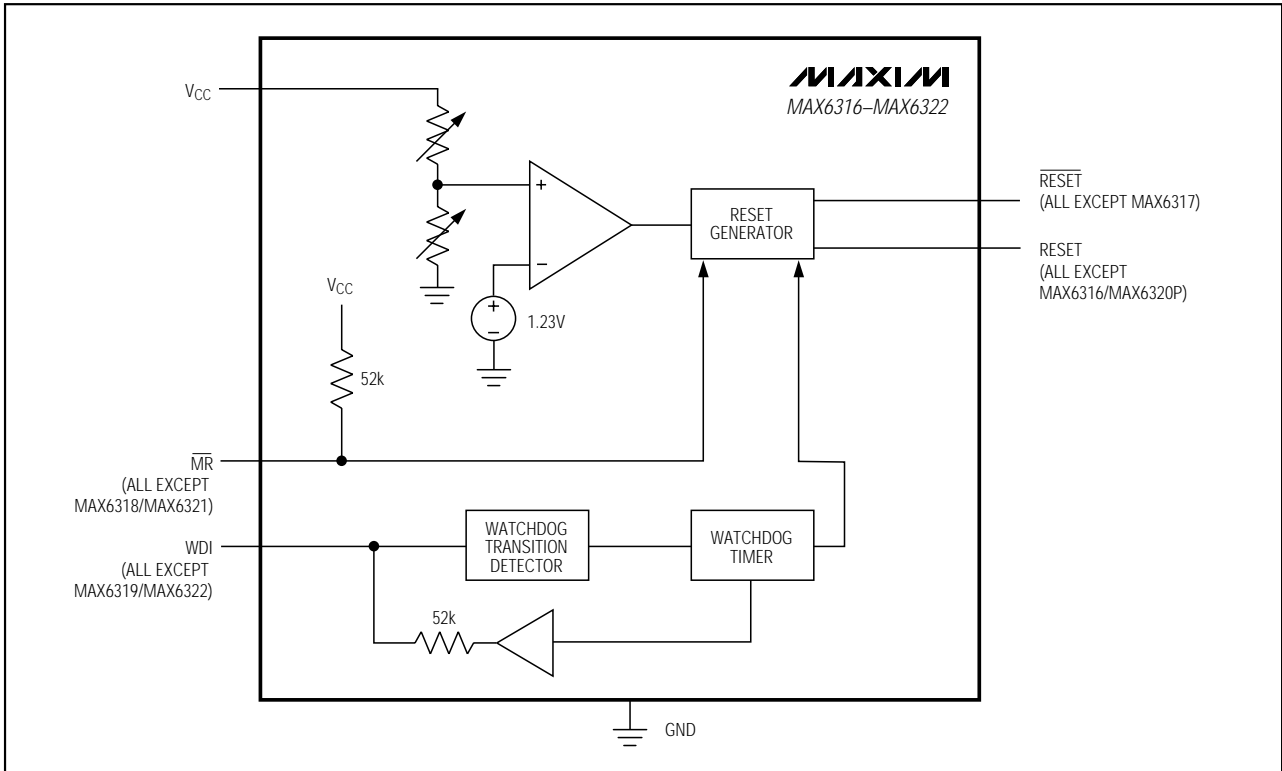 MAXIM
MAX6316–MAX6322
VCC
RESET
(ALL EXCEPT MAX6317)
RESET
GENERATOR
RESET
(ALL EXCEPT
MAX6316/MAX6320P)
+
−
VCC
+
−
1.23V
52k
MR
(ALL EXCEPT
MAX6318/MAX6321)
WDI
(ALL EXCEPT
MAX6319/MAX6322)
WATCHDOG
TRANSITION
DETECTOR
WATCHDOG
TIMER
52k
GND